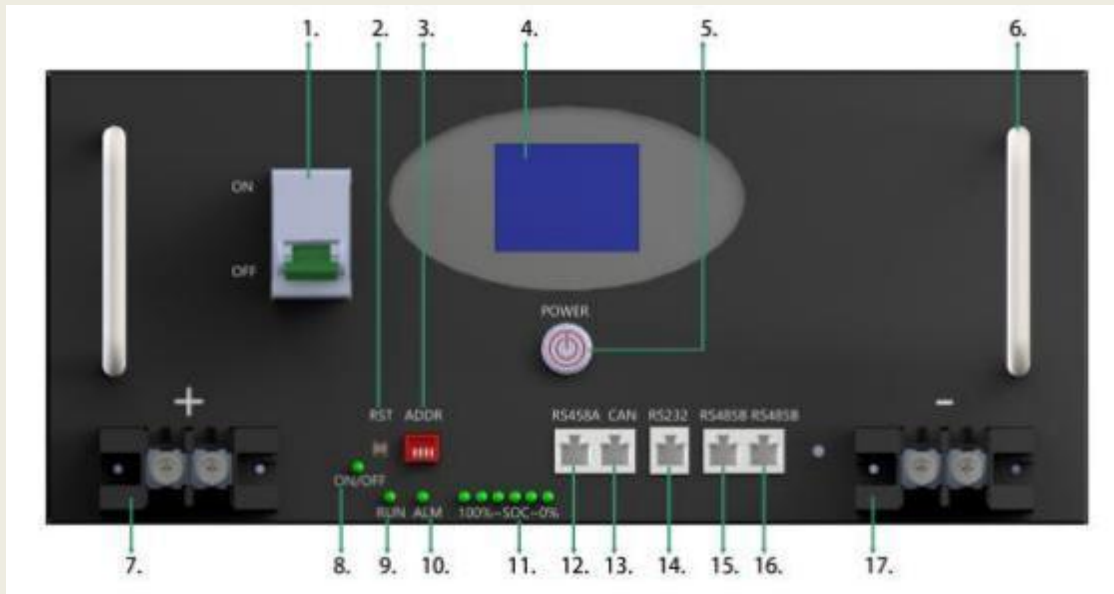 1. 2. 3. 4. 5. 6.
ON
OFF
POWER
+
-
RST ADDR
RS458A CAN RS232 RS485B RS485B
ON/OFF
RUN ALM 100%-SOC-0%
7. 8. 9. 10. 11. 12. 13. 14. 15. 16. 17.